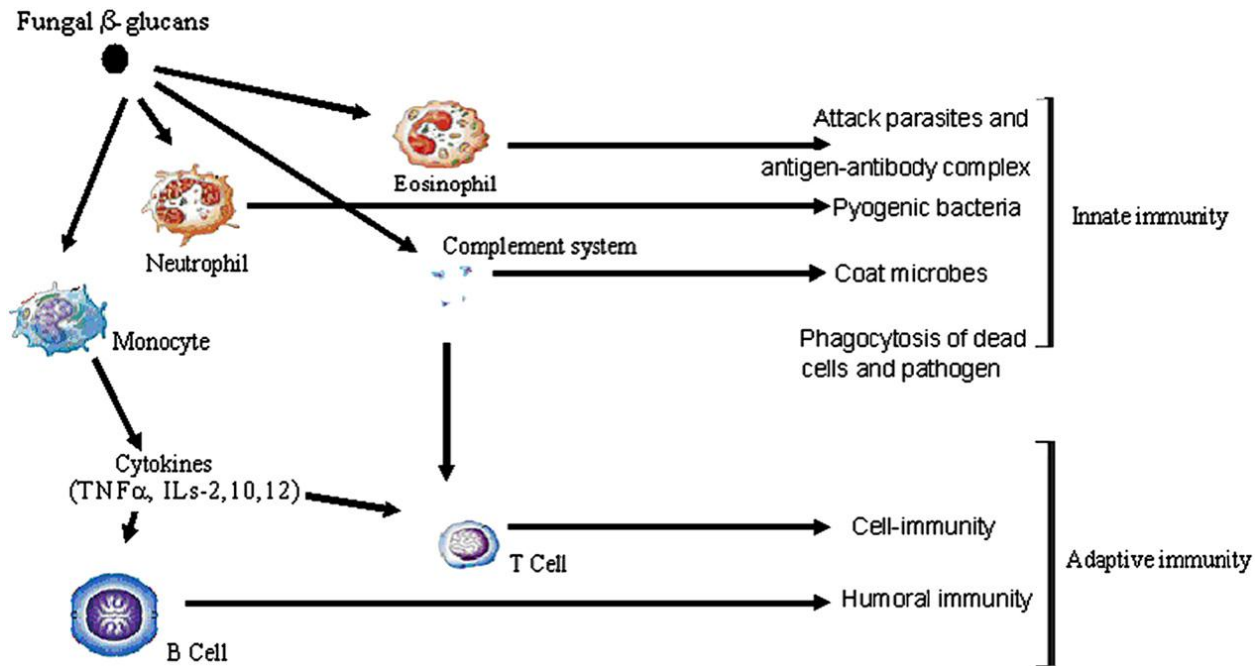 Fungal β-glucans
Eosinophil
Attack parasites and
antigen-antibody complex
Pyogenic bacteria
Innate immunity
Neutrophil
Complement system
Coat microbes
Monocyte
Phagocytosis of dead
cells and pathogen
Cytokines
(TNFα, ILs-2,10,12)
T Cell
Cell-immunity
Adaptive immunity
Humoral immunity
B Cell